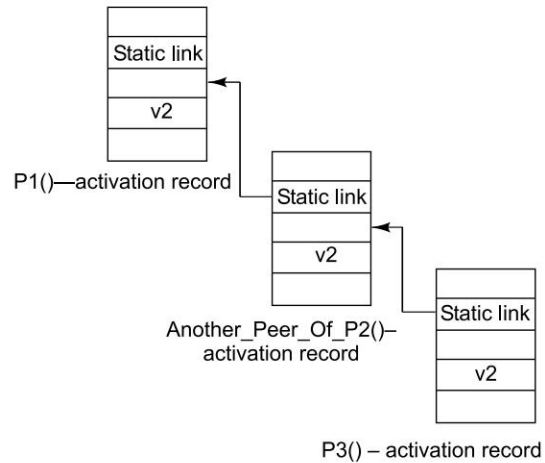 Static link
v2
P1()—activation record
Static link
v2
Another_Peer_Of_P2()–
activation record
Static link
v2
P3() – activation record